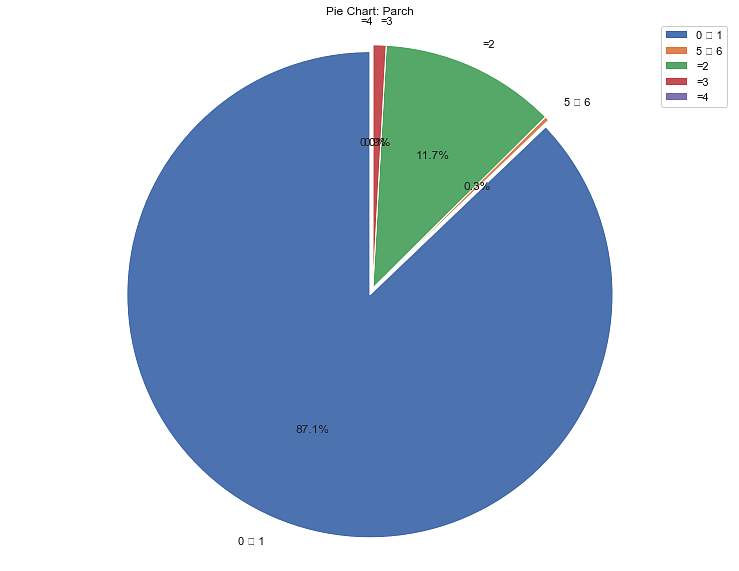 Pie Chart: Parch
=4
=3
=2
5 □ 6
11.7%
0.3%
87.1%
0 □ 1
0 □ 1
5 □ 6
=2
=3
=4